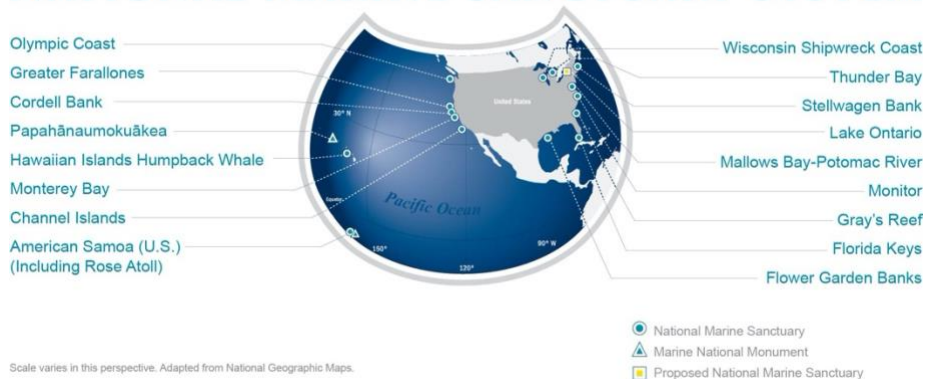 Olympic Coast
Greater Farallones
Cordell Bank
Papahānaumokuākea
Hawaiian Islands Humpback Whale
Monterey Bay
Channel Islands
American Samoa (U.S.)
(Including Rose Atoll)
30° N
Equator
150°
120°
90° W
United States
Pacific Ocean
Wisconsin Shipwreck Coast
Thunder Bay
Stellwagen Bank
Lake Ontario
Mallows Bay-Potomac River
Monitor
Gray's Reef
Florida Keys
Flower Garden Banks
National Marine Sanctuary
Marine National Monument
Proposed National Marine Sanctuary
Scale varies in this perspective. Adapted from National Geographic Maps.